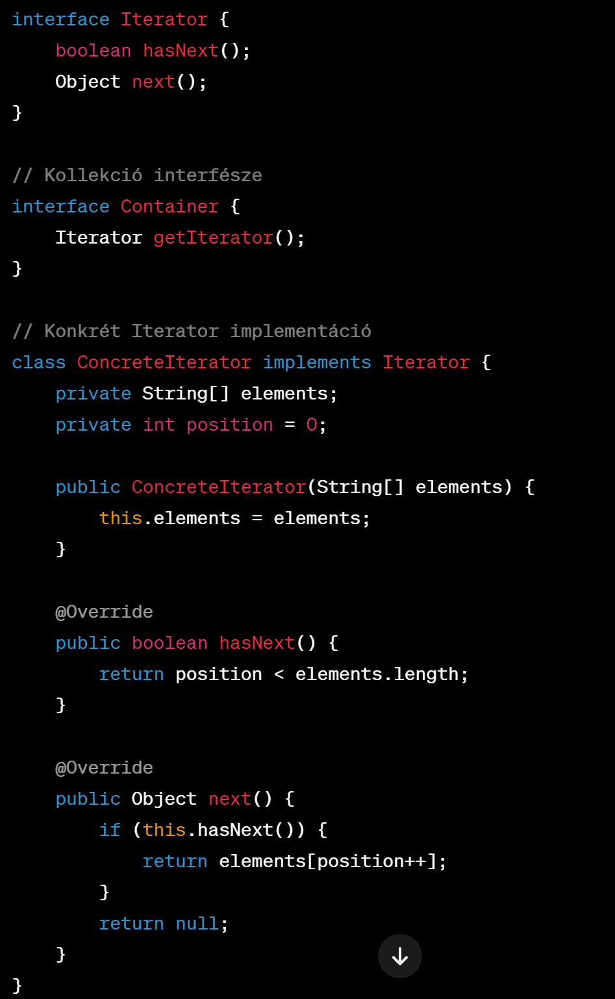 interface Iterator {
    boolean hasNext();
    Object next();
}

// Kollekció interfésze
interface Container {
    Iterator getIterator();
}

// Konkrét Iterator implementáció
class ConcreteIterator implements Iterator {
    private String[] elements;
    private int position = 0;

    public ConcreteIterator(String[] elements) {
        this.elements = elements;
    }

    @Override
    public boolean hasNext() {
        return position < elements.length;
    }

    @Override
    public Object next() {
        if (this.hasNext()) {
            return elements[position++];
        }
        return null;
    }
}